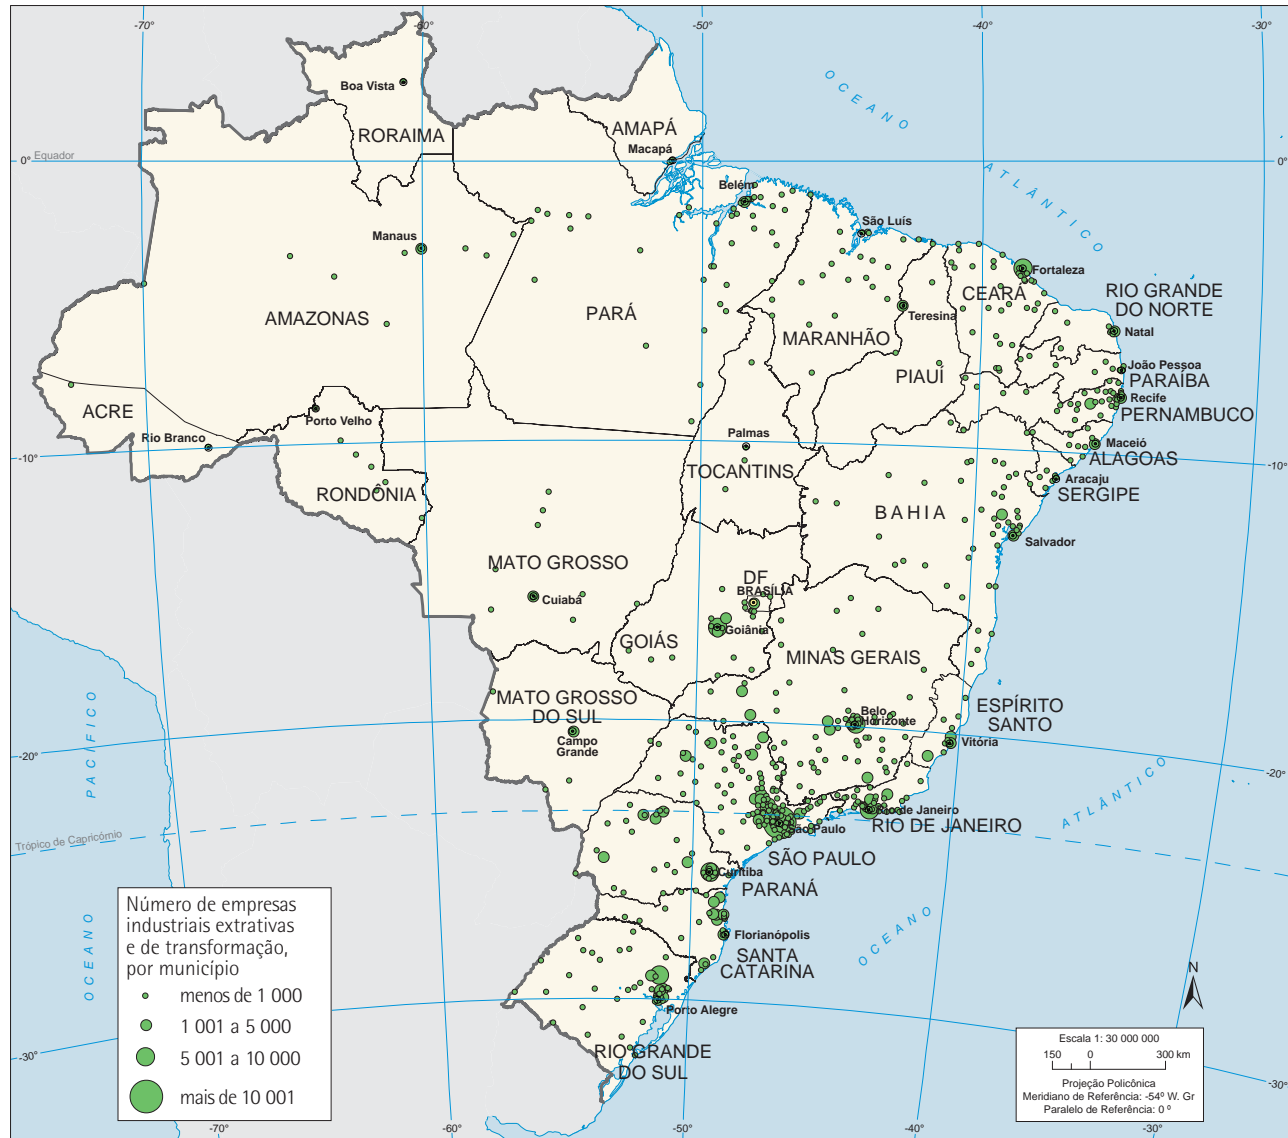 -70°
-60°
-50°
-40°
-30°
OCEANO
ATLÂNTICO
Boa Vista
RORAIMA
AMAPÁ
Macapá
0°
Equador
0°
Belém
São Luís
Manaus
Fortaleza
CEARÁ
RIO GRANDE
DO NORTE
AMAZONAS
PARÁ
Teresina
Natal
MARANHÃO
João Pessoa
PARAÍBA
PIAUÍ
Recife
PERNAMBUCO
ACRE
Porto Velho
Rio Branco
Palmas
Maceió
ALAGOAS
-10°
-10°
TOCANTINS
Aracaju
SERGIPE
RONDÔNIA
BAHIA
Salvador
MATO GROSSO
DF
BRASÍLIA
Cuiabá
Goiânia
GOIÁS
MINAS GERAIS
MATO GROSSO
DO SUL
ESPÍRITO
SANTO
Belo
Horizonte
Campo
Grande
Vitória
OCEANO
PACÍFICO
-20°
-20°
ATLÂNTICO
Rio de Janeiro
RIO DE JANEIRO
Trópico de Capricórnio
São Paulo
SÃO PAULO
Curitiba
PARANÁ
Florianópolis
OCEANO
SANTA
CATARINA
Porto Alegre
RIO GRANDE
DO SUL
Número de empresas
industriais extrativas
e de transformação,
por município
menos de 1 000
1 001 a 5 000
5 001 a 10 000
mais de 10 001
N
Escala 1: 30 000 000
150 0 300 km
Projeção Policônica
Meridiano de Referência: -54º W. Gr
Paralelo de Referência: 0 º
-30°
-30°
-70°
-60°
-50°
-40°
-30°